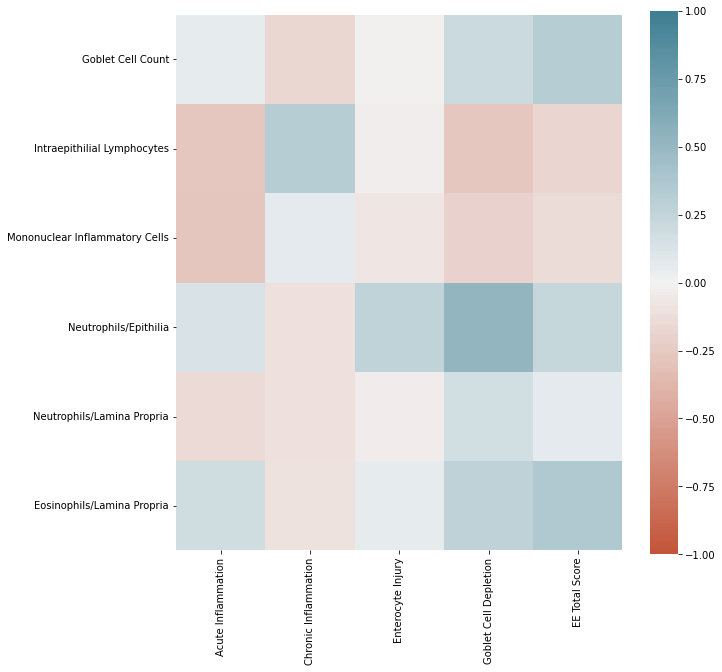 Goblet Cell Count
Intraepithilial Lymphocytes
Mononuclear Inflammatory Cells
Neutrophils/Epithilia
Neutrophils/Lamina Propria
Eosinophils/Lamina Propria
Acute Inflammation
Chronic Inflammation
Enterocyte Injury
Goblet Cell Depletion
EE Total Score
1.00
0.75
0.50
0.25
0.00
−0.25
−0.50
−0.75
−1.00